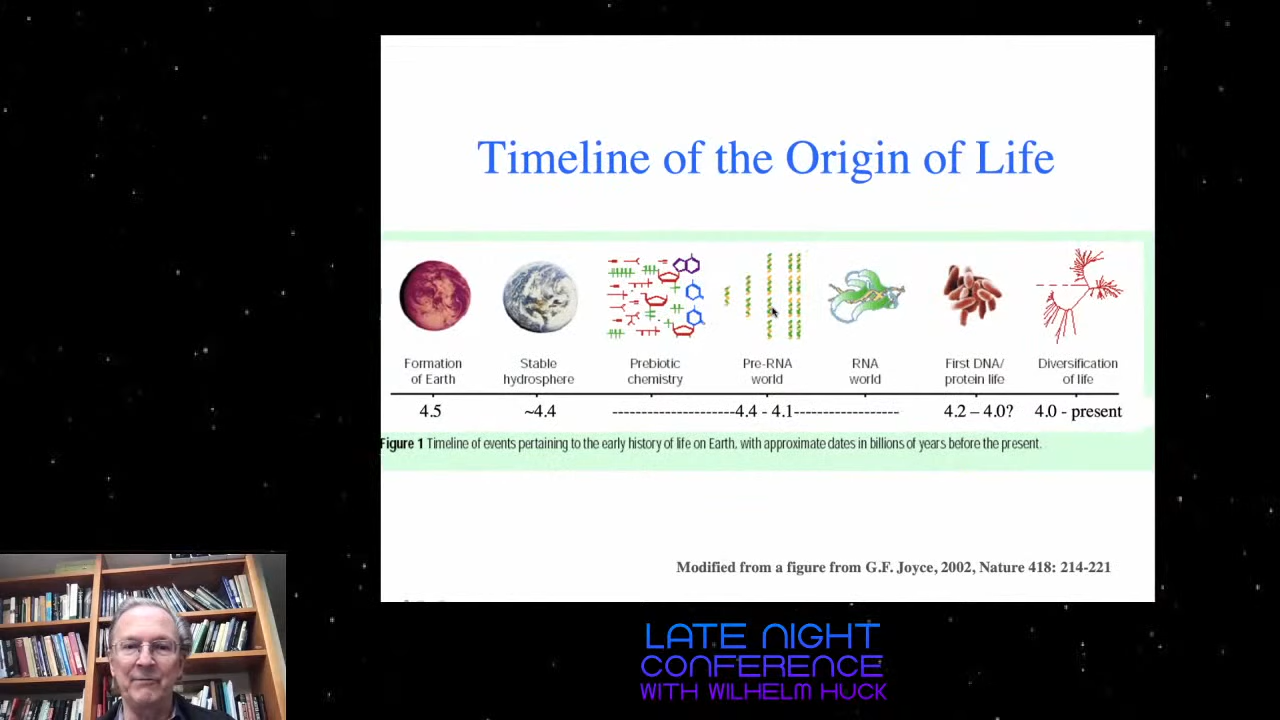 Timeline of the Origin of Life
Formation of Earth
Stable hydrosphere
Prebiotic chemistry
Pre-RNA world
RNA world
First DNA/ protein life
Diversification of life
4.5
~4.4
---------------------4.4 - 4.1------------------
4.2 – 4.0?
4.0 - present
Figure 1 Timeline of events pertaining to the early history of life on Earth, with approximate dates in billions of years before the present.
Modified from a figure from G.F. Joyce, 2002, Nature 418: 214-221
LATE NIGHT
CONFERENCE
WITH WILHELM HUCK